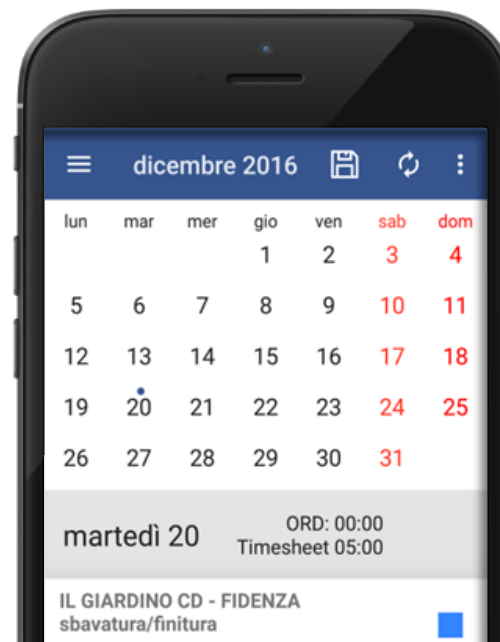 dicembre 2016
lun mar mer gio ven sab dom
1 2 3 4
5 6 7 8 9 10 11
12 13 14 15 16 17 18
19 20 21 22 23 24 25
26 27 28 29 30 31
martedì 20
ORD: 00:00
Timesheet 05:00
IL GIARDINO CD - FIDENZA
sbavatura/finitura